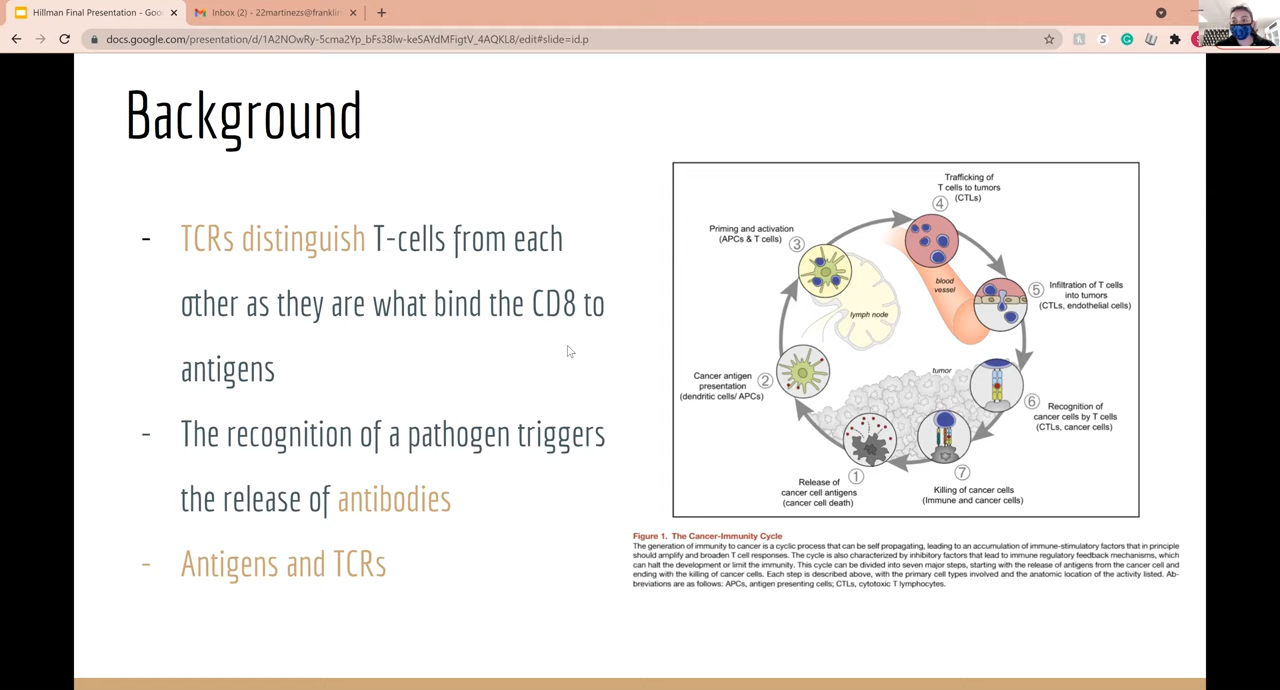 Hillman Final Presentation - Goo
Inbox (2) - 22martinezs@franklin
docs.google.com/presentation/d/1A2NOwRy-5cma2Yp_bFs38lw-keSAYdMFigtV_4AQKL8/edit#slide=id.p
Background
- TCRs distinguish T-cells from each
other as they are what bind the CD8 to
antigens
- The recognition of a pathogen triggers
the release of antibodies
- Antigens and TCRs
Trafficking of
T cells to tumors
(CTLs)
4
Priming and activation
(APCs & T cells)
3
blood
vessel
lymph node
5
Infiltration of T cells
into tumors
(CTLs, endothelial cells)
Cancer antigen
presentation
(dendritic cells/ APCs)
2
tumor
6
Recognition of
cancer cells by T cells
(CTLs, cancer cells)
1
Release of
cancer cell antigens
(cancer cell death)
7
Killing of cancer cells
(Immune and cancer cells)
Figure 1. The Cancer-Immunity Cycle
The generation of immunity to cancer is a cyclic process that can be self propagating, leading to an accumulation of immune-stimulatory factors that in principle
should amplify and broaden T cell responses. The cycle is also characterized by inhibitory factors that lead to immune regulatory feedback mechanisms, which
can halt the development or limit the immunity. This cycle can be divided into seven major steps, starting with the release of antigens from the cancer cell and
ending with the killing of cancer cells. Each step is described above, with the primary cell types involved and the anatomic location of the activity listed. Ab-
breviations are as follows: APCs, antigen presenting cells; CTLs, cytotoxic T lymphocytes.